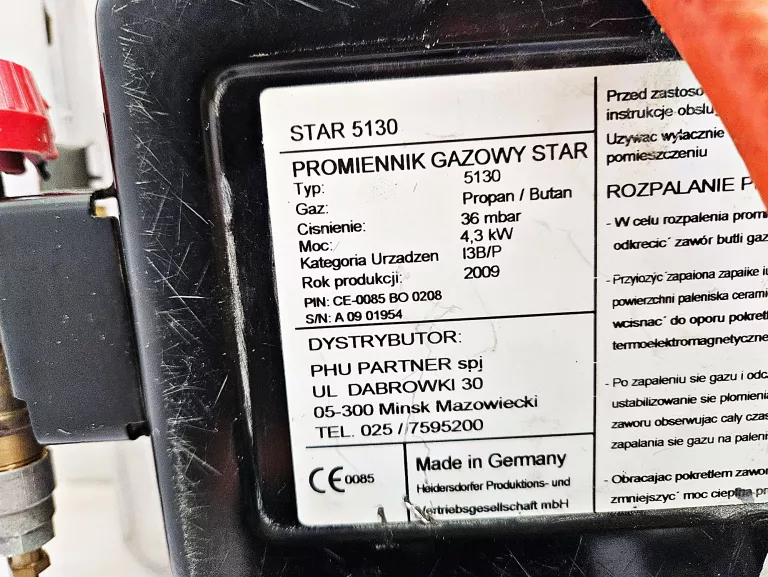 STAR 5130
PROMIENNIK GAZOWY STAR
Typ: 5130
Gaz: Propan / Butan
Cisnienie: 36 mbar
Moc: 4,3 kW
Kategoria Urzadzen I3B/P
Rok produkcji: 2009
PIN: CE-0085 BO 0208
S/N: A 09 01954
DYSTRYBUTOR:
PHU PARTNER spj
UL DABROWKI 30
05-300 Minsk Mazowiecki
TEL. 025 / 7595200
CE 0085
Made in Germany
Heidersdorfer Produktions- und
Vertriebsgesellschaft mbH
Przed zastoso
instrukcje obslu
Uzywac wylacznie
pomieszczeniu
ROZPALANIE P
- W celu rozpalenia promi
odkrecic´ zawór butli gaz
- Przyiozyc´ zapaiona zapaike
powierzchni paleniska cerami
wcisnac´ do oporu pokret
termoelektromagnetyczne
- Po zapaleniu sie gazu i odc
ustabilizowanie sie plomieni
zaworu obserwujac caly czas
zapalania sie gazu na paleni
- Obracajac pokretlem zawor
zmniejszyc´ moc cieplna pr